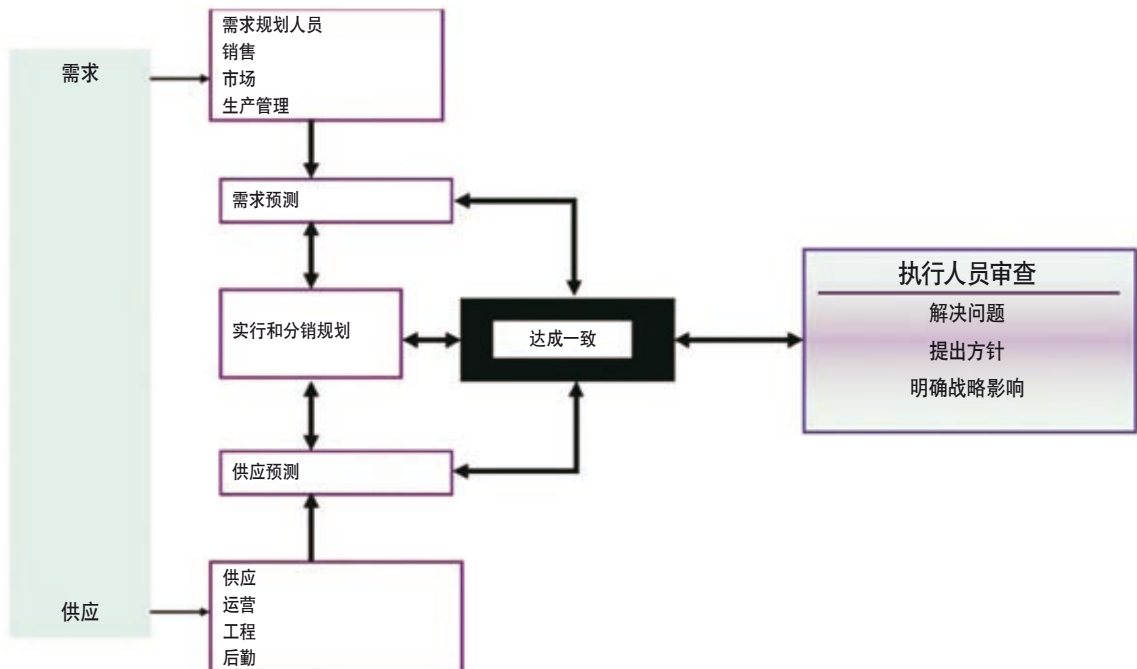 需求
需求规划人员
销售
市场
生产管理
需求预测
实行和分销规划
达成一致
执行人员审查
解决问题
提出方针
明确战略影响
供应预测
供应
供应
运营
工程
后勤